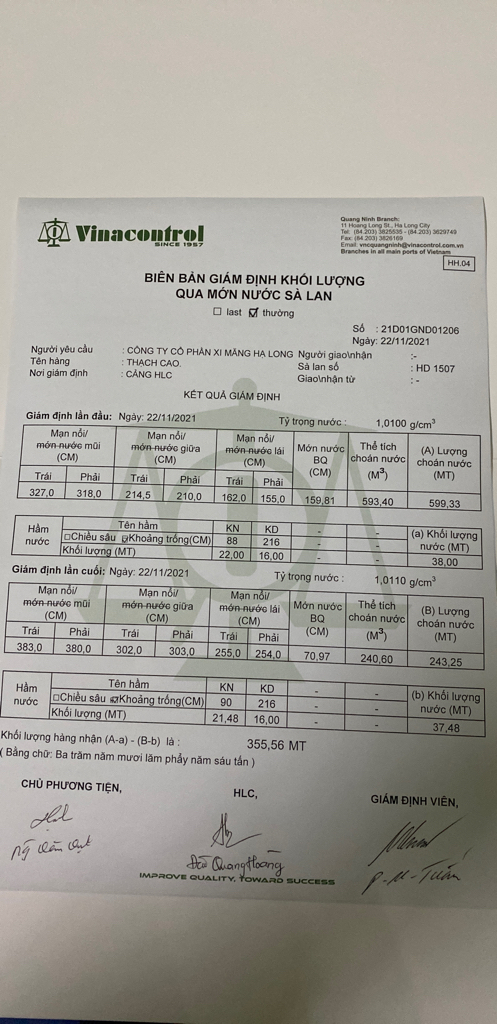 Vinacontrol
SINCE 1957
Quang Ninh Branch:
11 Hoang Long St., Ha Long City
Tel: (84.203) 3825535 - (84.203) 3629749
Fax: (84.203) 3826169
Email: vncquangninh@vinacontrol.com.vn
Branches in all main ports of Vietnam
HH.04
BIÊN BẢN GIÁM ĐỊNH KHỐI LƯỢNG
QUA MỚN NƯỚC SÀ LAN
last thường
Số : 21D01GND01206
Ngày: 22/11/2021
Người yêu cầu : CÔNG TY CỔ PHẦN XI MĂNG HẠ LONG Người giao\nhận :-
Tên hàng : THẠCH CAO. Sà lan số : HD 1507
Nơi giám định : CẢNG HLC Giao\nhận từ : -
KẾT QUẢ GIÁM ĐỊNH
Giám định lần đầu: Ngày: 22/11/2021 Tỷ trọng nước : 1,0100 g/cm3
Mạn nổi/ mớn nước mũi (CM) Mạn nổi/ mớn nước giữa (CM) Mạn nổi/ mớn nước lái (CM) Mớn nước BQ (CM) Thể tích choán nước (M3) (A) Lượng choán nước (MT)
Trái Phải Trái Phải Trái Phải
327,0 318,0 214,5 210,0 162,0 155,0 159,81 593,40 599,33
Hầm nước Tên hầm KN KD - - (a) Khối lượng nước (MT)
Chiều sâu Khoảng trống(CM) 88 216 - -
Khối lượng (MT) 22,00 16,00 - - 38,00
Giám định lần cuối: Ngày: 22/11/2021 Tỷ trọng nước : 1,0110 g/cm3
Mạn nổi/ mớn nước mũi (CM) Mạn nổi/ mớn nước giữa (CM) Mạn nổi/ mớn nước lái (CM) Mớn nước BQ (CM) Thể tích choán nước (M3) (B) Lượng choán nước (MT)
Trái Phải Trái Phải Trái Phải
383,0 380,0 302,0 303,0 255,0 254,0 70,97 240,60 243,25
Hầm nước Tên hầm KN KD - - (b) Khối lượng nước (MT)
Chiều sâu Khoảng trống(CM) 90 216 - -
Khối lượng (MT) 21,48 16,00 - - 37,48
Khối lượng hàng nhận (A-a) - (B-b) là : 355,56 MT
( Bằng chữ: Ba trăm năm mươi lăm phẩy năm sáu tấn )
CHỦ PHƯƠNG TIỆN, HLC, GIÁM ĐỊNH VIÊN,
Đào Quang Hoàng
IMPROVE QUALITY, TOWARD SUCCESS